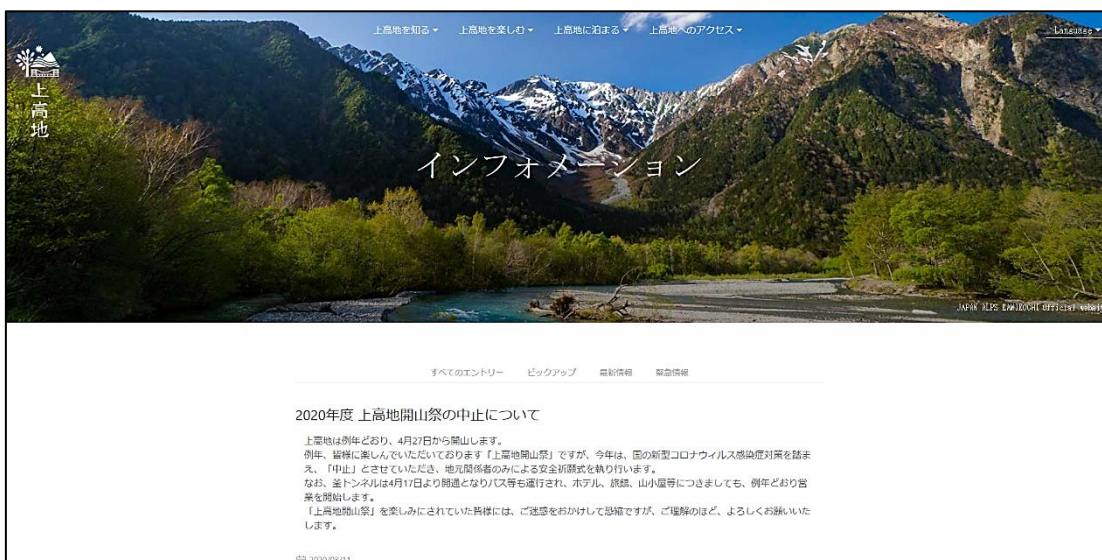 上高地を知る▼ 上高地を楽しむ▼ 上高地に泊まる▼ 上高地へのアクセス▼ Language▼
上高地
インフォメーション
JAPAN ALPS KAMIKOCHI Official website
すべてのエントリー ピックアップ 最新情報 緊急情報
2020年度 上高地開山祭の中止について
上高地は例年どおり、4月27日から開山します。
例年、皆様に楽しんでいただいております「上高地開山祭」ですが、今年は、国の新型コロナウィルス感染症対策を踏ま
え、「中止」とさせていただき、地元関係者のみによる安全祈願式を執り行います。
なお、釜トンネルは4月17日より開通となりバス等も運行され、ホテル、旅館、山小屋等につきましても、例年どおり営
業を開始します。
「上高地開山祭」を楽しみにされていた皆様には、ご迷惑をおかけして恐縮ですが、ご理解のほど、よろしくお願いいた
します。
2020/03/11